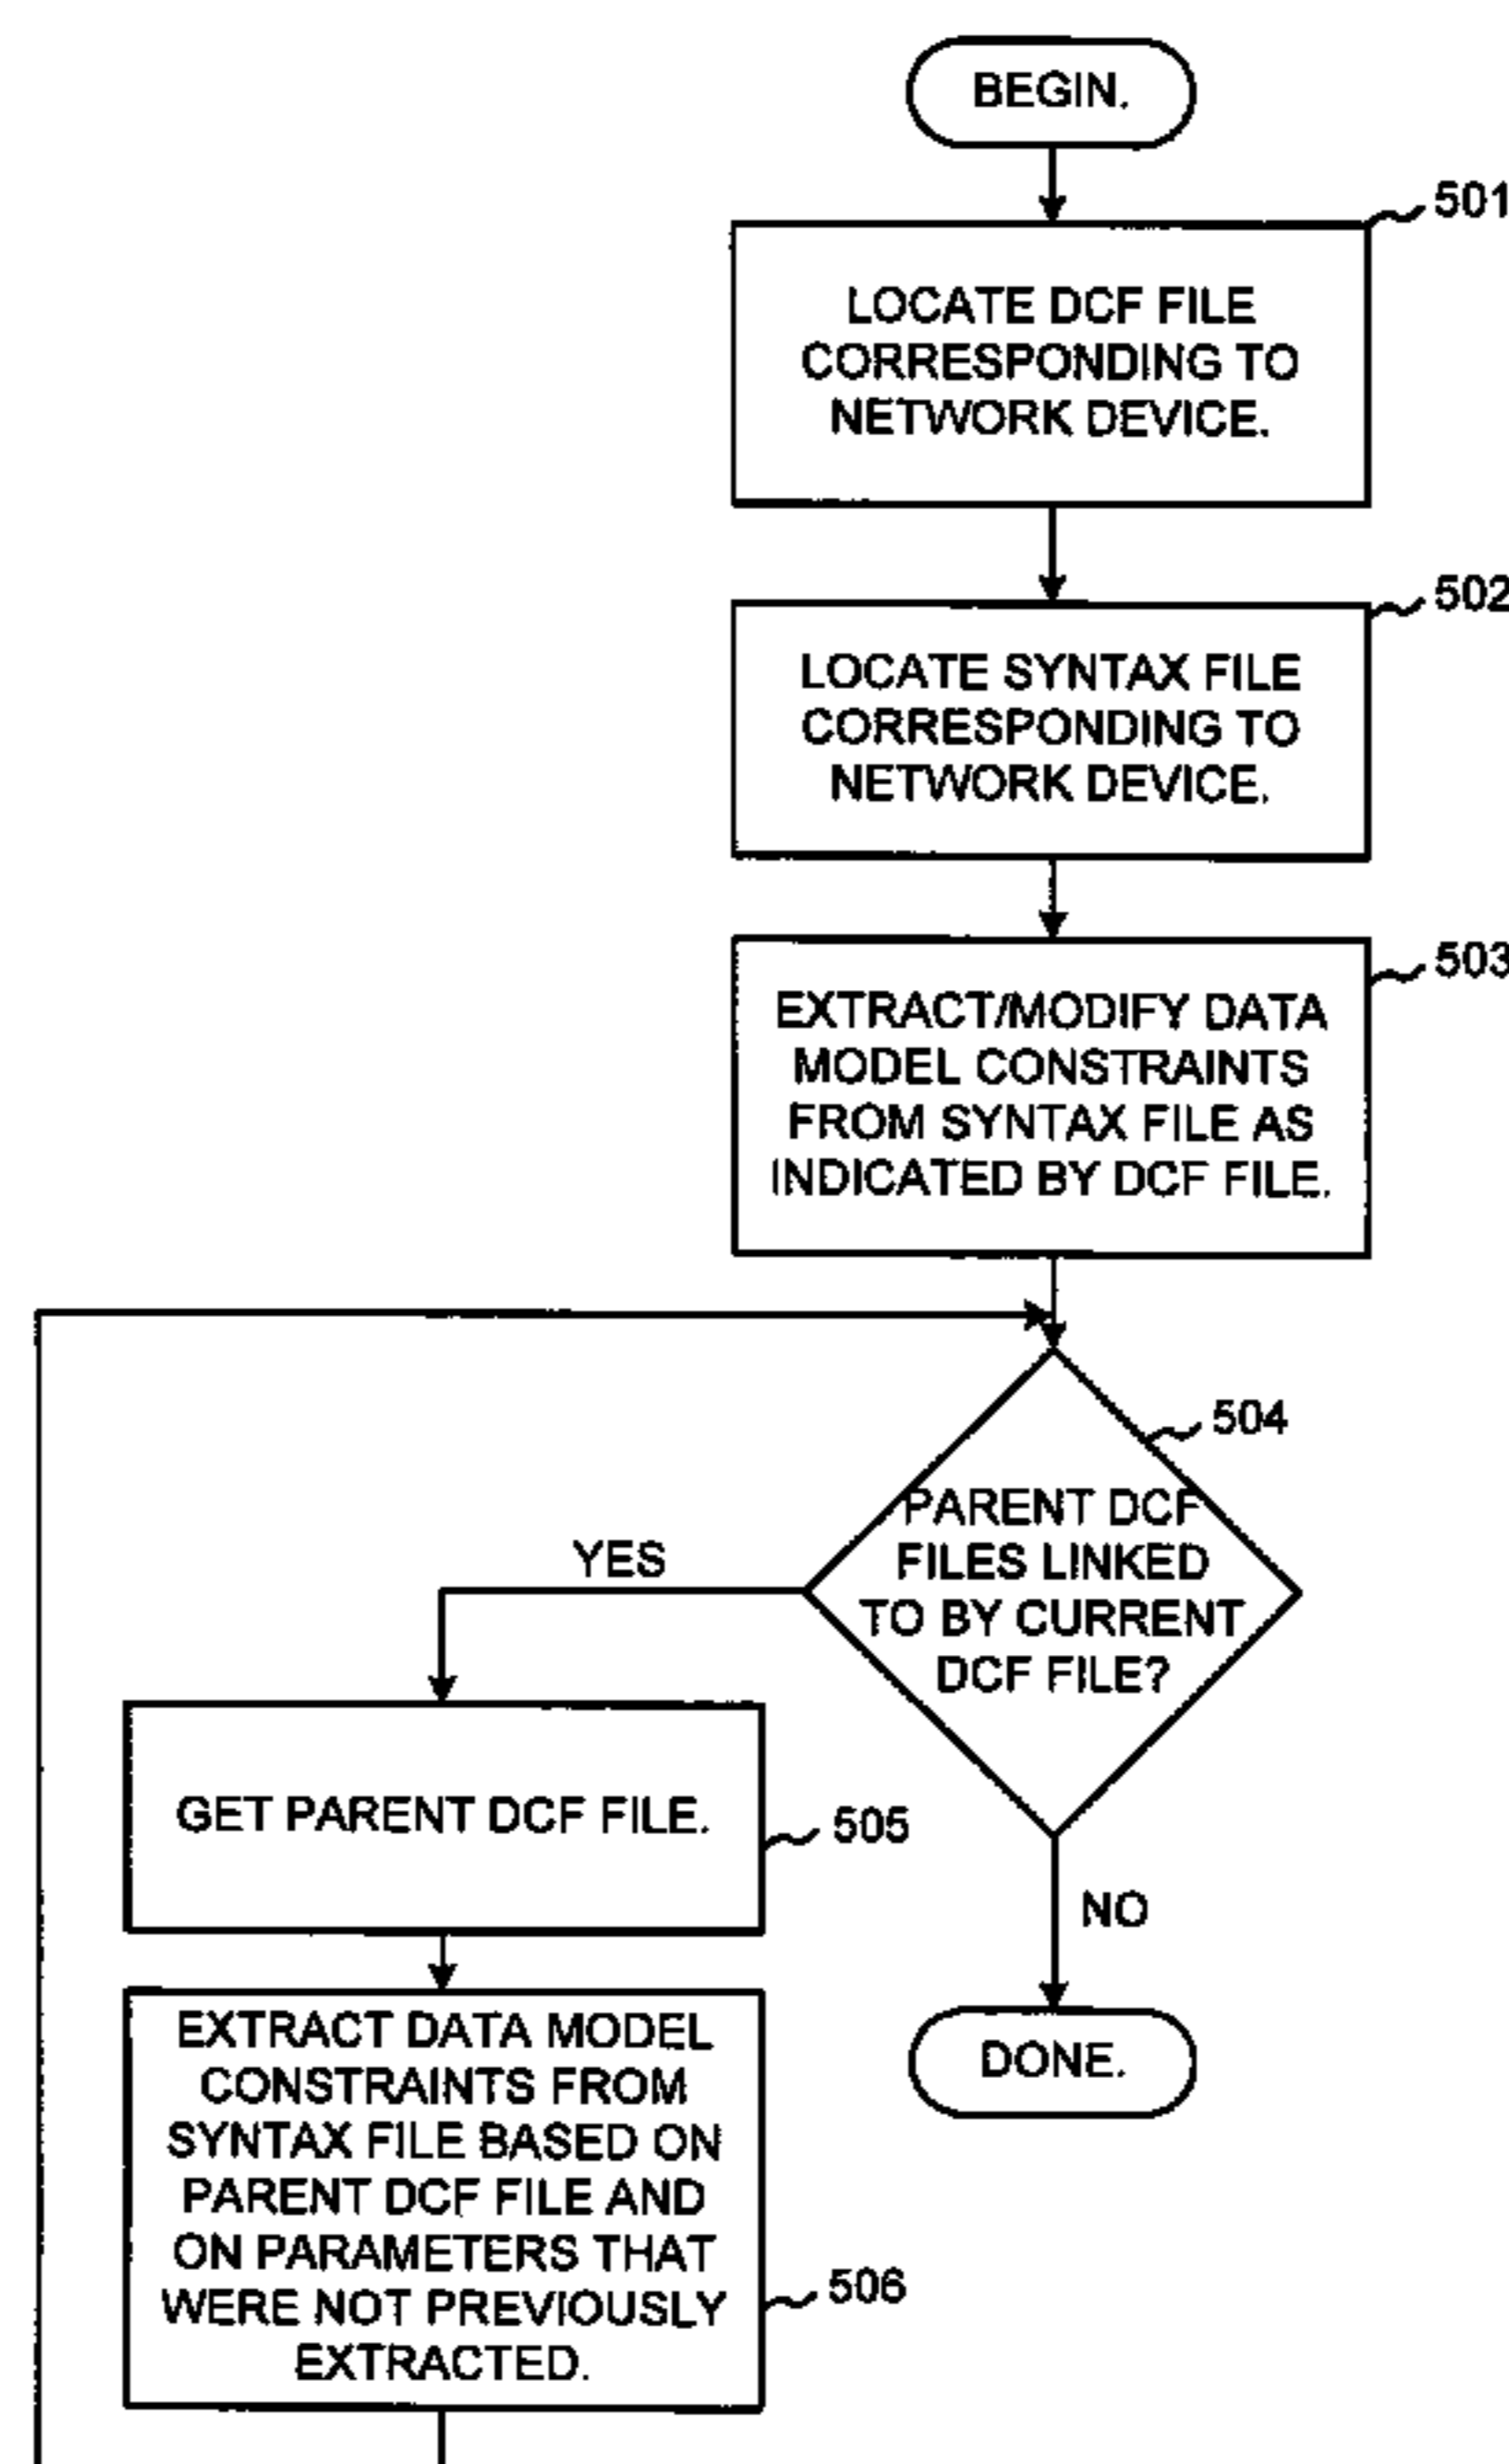 BEGIN.
501
LOCATE DCF FILE
CORRESPONDING TO
NETWORK DEVICE.
502
LOCATE SYNTAX FILE
CORRESPONDING TO
NETWORK DEVICE.
503
EXTRACT/MODIFY DATA
MODEL CONSTRAINTS
FROM SYNTAX FILE AS
INDICATED BY DCF FILE.
504
PARENT DCF
FILES LINKED
TO BY CURRENT
DCF FILE?
YES
GET PARENT DCF FILE.
505
NO
EXTRACT DATA MODEL
CONSTRAINTS FROM
SYNTAX FILE BASED ON
PARENT DCF FILE AND
ON PARAMETERS THAT
WERE NOT PREVIOUSLY
EXTRACTED.
506
DONE.